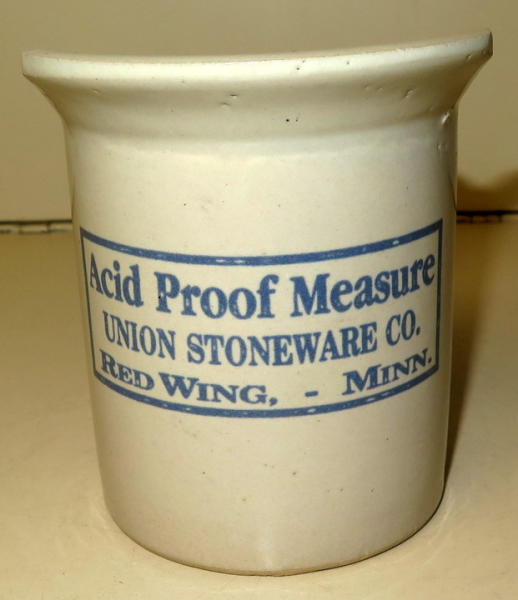 Acid Proof Measure
UNION STONEWARE CO.
RED WING, - MINN.